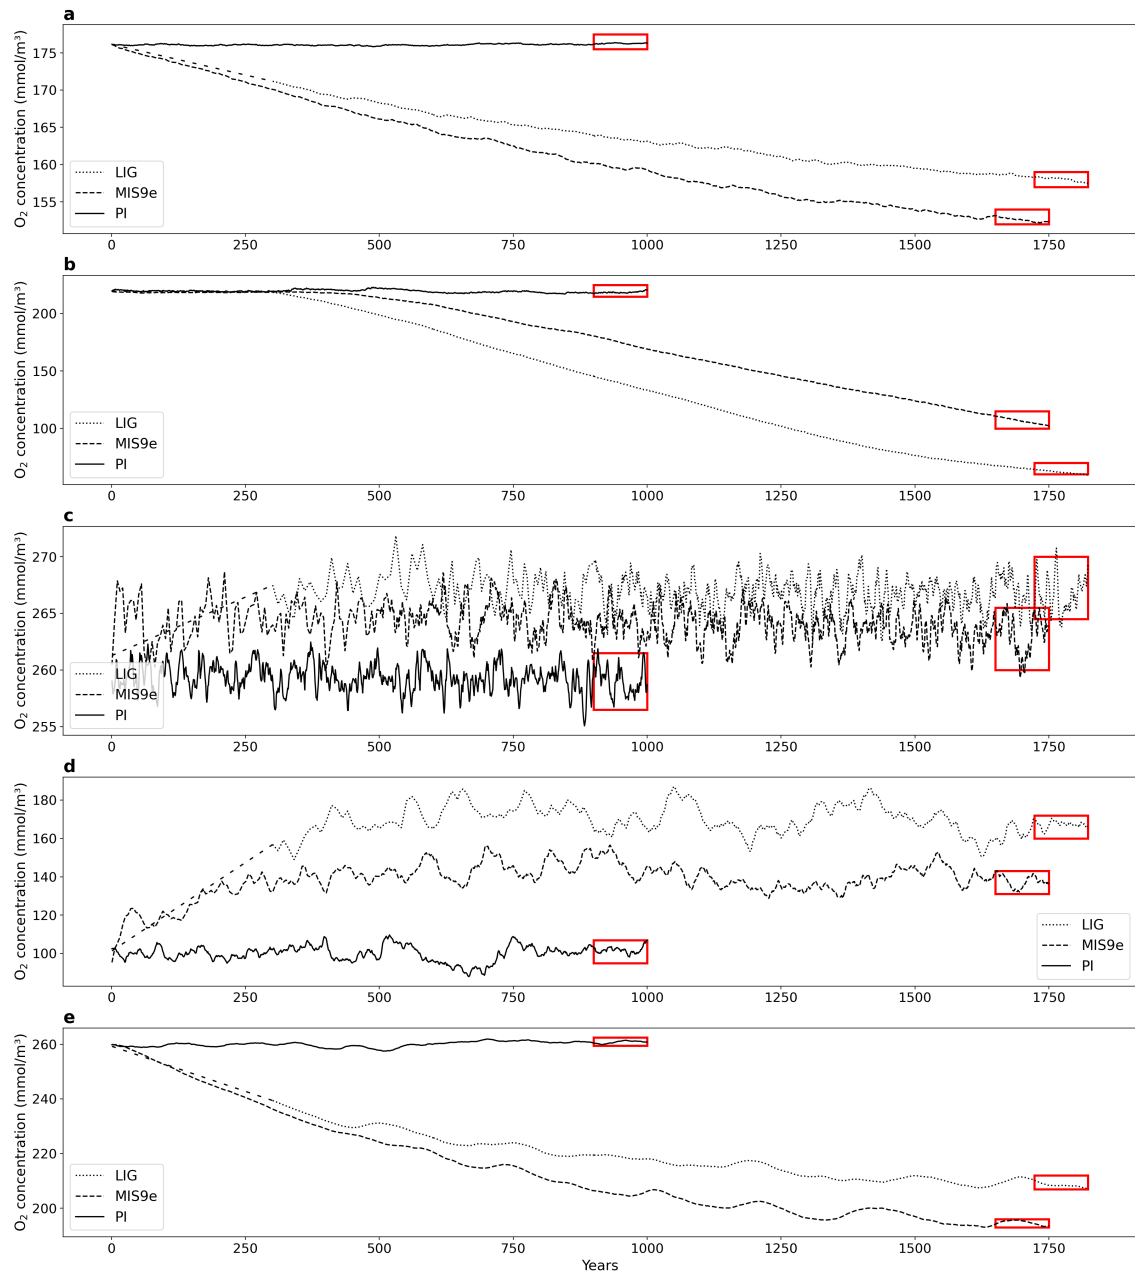 a
O₂ concentration (mmol/m³)
175
170
165
160
155
LIG
MIS9e
PI
0 250 500 750 1000 1250 1500 1750
b
O₂ concentration (mmol/m³)
200
150
100
LIG
MIS9e
PI
0 250 500 750 1000 1250 1500 1750
c
O₂ concentration (mmol/m³)
270
265
260
255
LIG
MIS9e
PI
0 250 500 750 1000 1250 1500 1750
d
O₂ concentration (mmol/m³)
180
160
140
120
100
LIG
MIS9e
PI
0 250 500 750 1000 1250 1500 1750
e
O₂ concentration (mmol/m³)
260
240
220
200
LIG
MIS9e
PI
0 250 500 750 1000 1250 1500 1750
Years